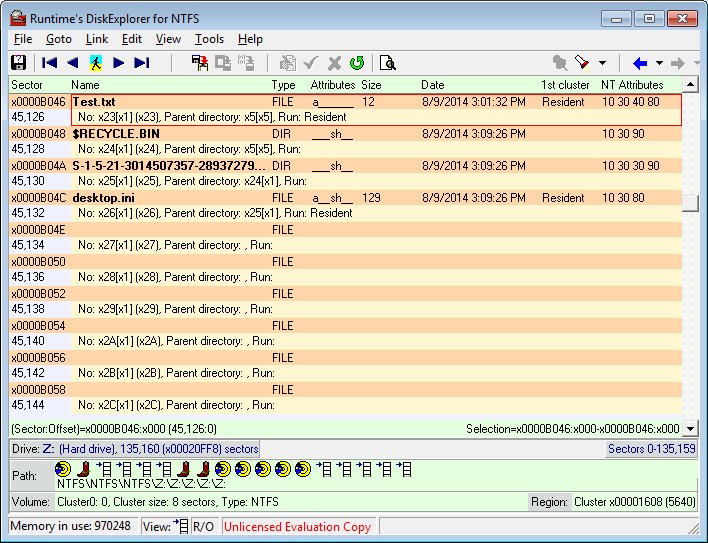 Runtime's DiskExplorer for NTFS
File Goto Link Edit View Tools Help
Sector Name Type Attributes Size Date 1st cluster NT Attributes
x0000B046 Test.txt FILE a______ 12 8/9/2014 3:01:32 PM Resident 10 30 40 80
45,126 No: x23[x1] (x23), Parent directory: x5[x5], Run: Resident
x0000B048 $RECYCLE.BIN DIR ___sh__ 8/9/2014 3:09:26 PM 10 30 90
45,128 No: x24[x1] (x24), Parent directory: x5[x5], Run:
x0000B04A S-1-5-21-3014507357-28937279... DIR ___sh__ 8/9/2014 3:09:26 PM 10 30 30 90
45,130 No: x25[x1] (x25), Parent directory: x24[x1], Run:
x0000B04C desktop.ini FILE a__sh__ 129 8/9/2014 3:09:26 PM Resident 10 30 80
45,132 No: x26[x1] (x26), Parent directory: x25[x1], Run: Resident
x0000B04E FILE
45,134 No: x27[x1] (x27), Parent directory: , Run:
x0000B050 FILE
45,136 No: x28[x1] (x28), Parent directory: , Run:
x0000B052 FILE
45,138 No: x29[x1] (x29), Parent directory: , Run:
x0000B054 FILE
45,140 No: x2A[x1] (x2A), Parent directory: , Run:
x0000B056 FILE
45,142 No: x2B[x1] (x2B), Parent directory: , Run:
x0000B058 FILE
45,144 No: x2C[x1] (x2C), Parent directory: , Run:
(Sector:Offset)=x0000B046:x000 (45,126:0) Selection=x0000B046:x000-x0000B046:x000
Drive: Z: (Hard drive), 135,160 (x00020FF8) sectors Sectors 0-135,159
Path:
NTFS\NTFS\NTFS\Z:\Z:\Z:\Z:\Z:
Volume: Cluster0: 0, Cluster size: 8 sectors, Type: NTFS Region: Cluster x00001608 (5640)
Memory in use: 970248 View: R/O Unlicensed Evaluation Copy